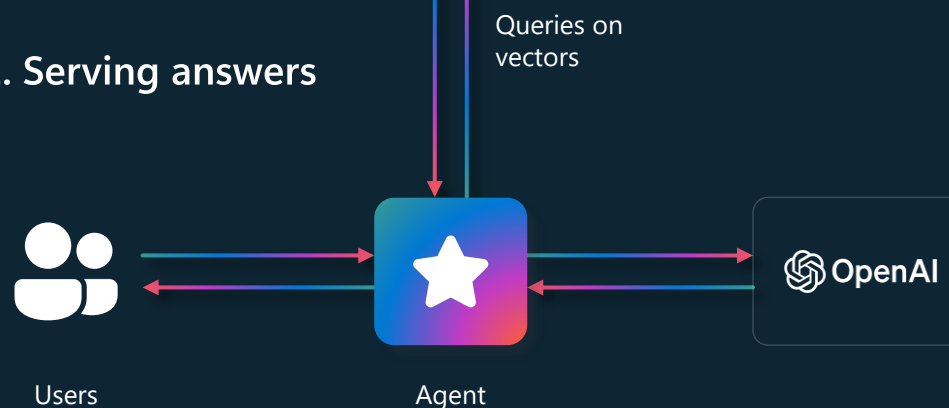 Queries on
vectors
. Serving answers
OpenAI
Users
Agent